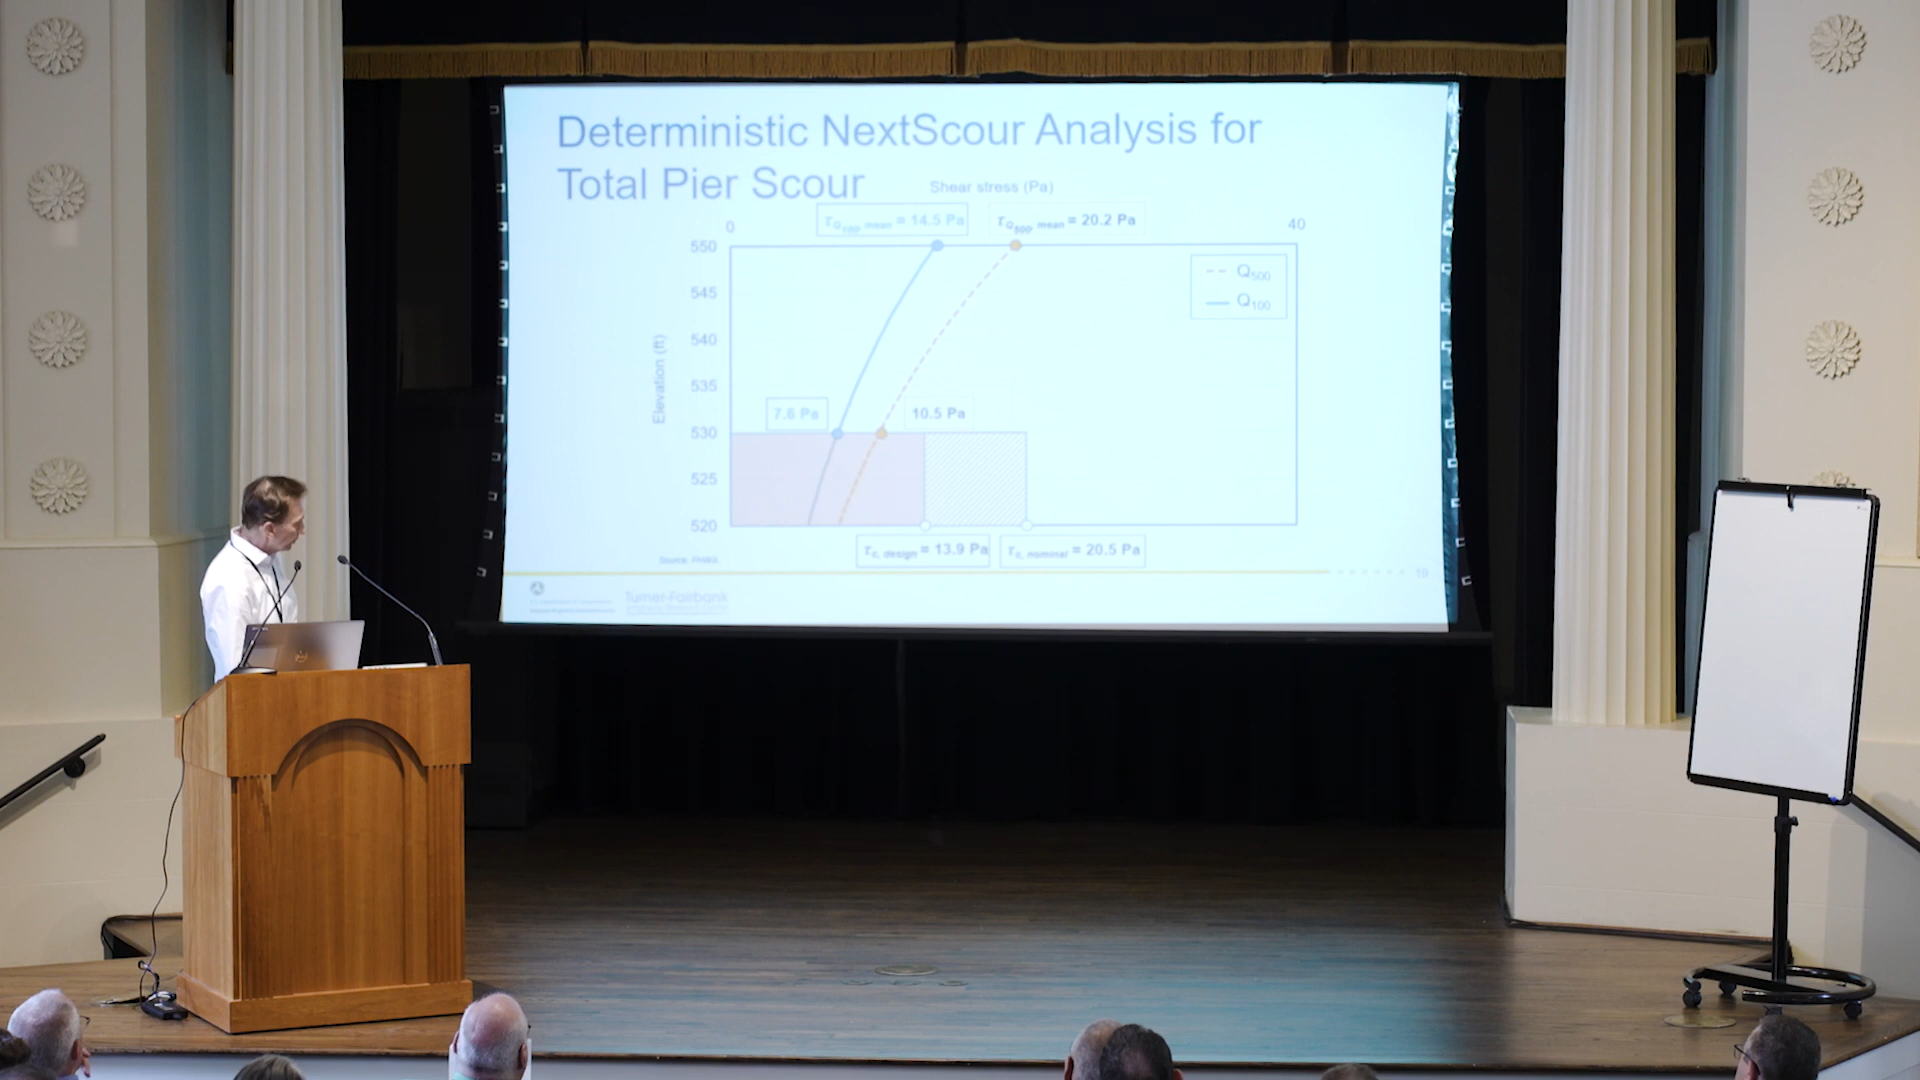 Deterministic NextScour Analysis for
Total Pier Scour
Shear stress (Pa)
0
τQ100, mean = 14.5 Pa
τQ500, mean = 20.2 Pa
40
550
545
540
535
530
525
520
Elevation (ft)
Q500
Q100
7.6 Pa
10.5 Pa
τc, design = 13.9 Pa
τc, nominal = 20.5 Pa
Source: FHWA.
19
Turner-Fairbank